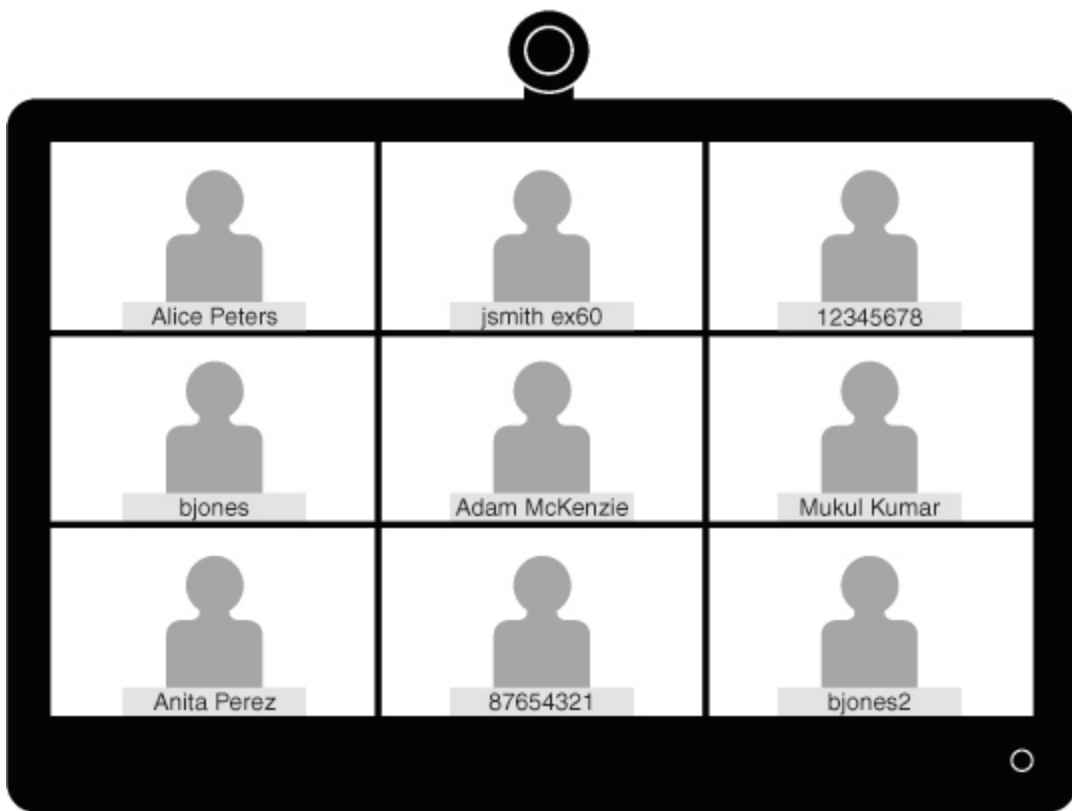 Alice Peters
jsmith ex60
12345678
bjones
Adam McKenzie
Mukul Kumar
Anita Perez
87654321
bjones2